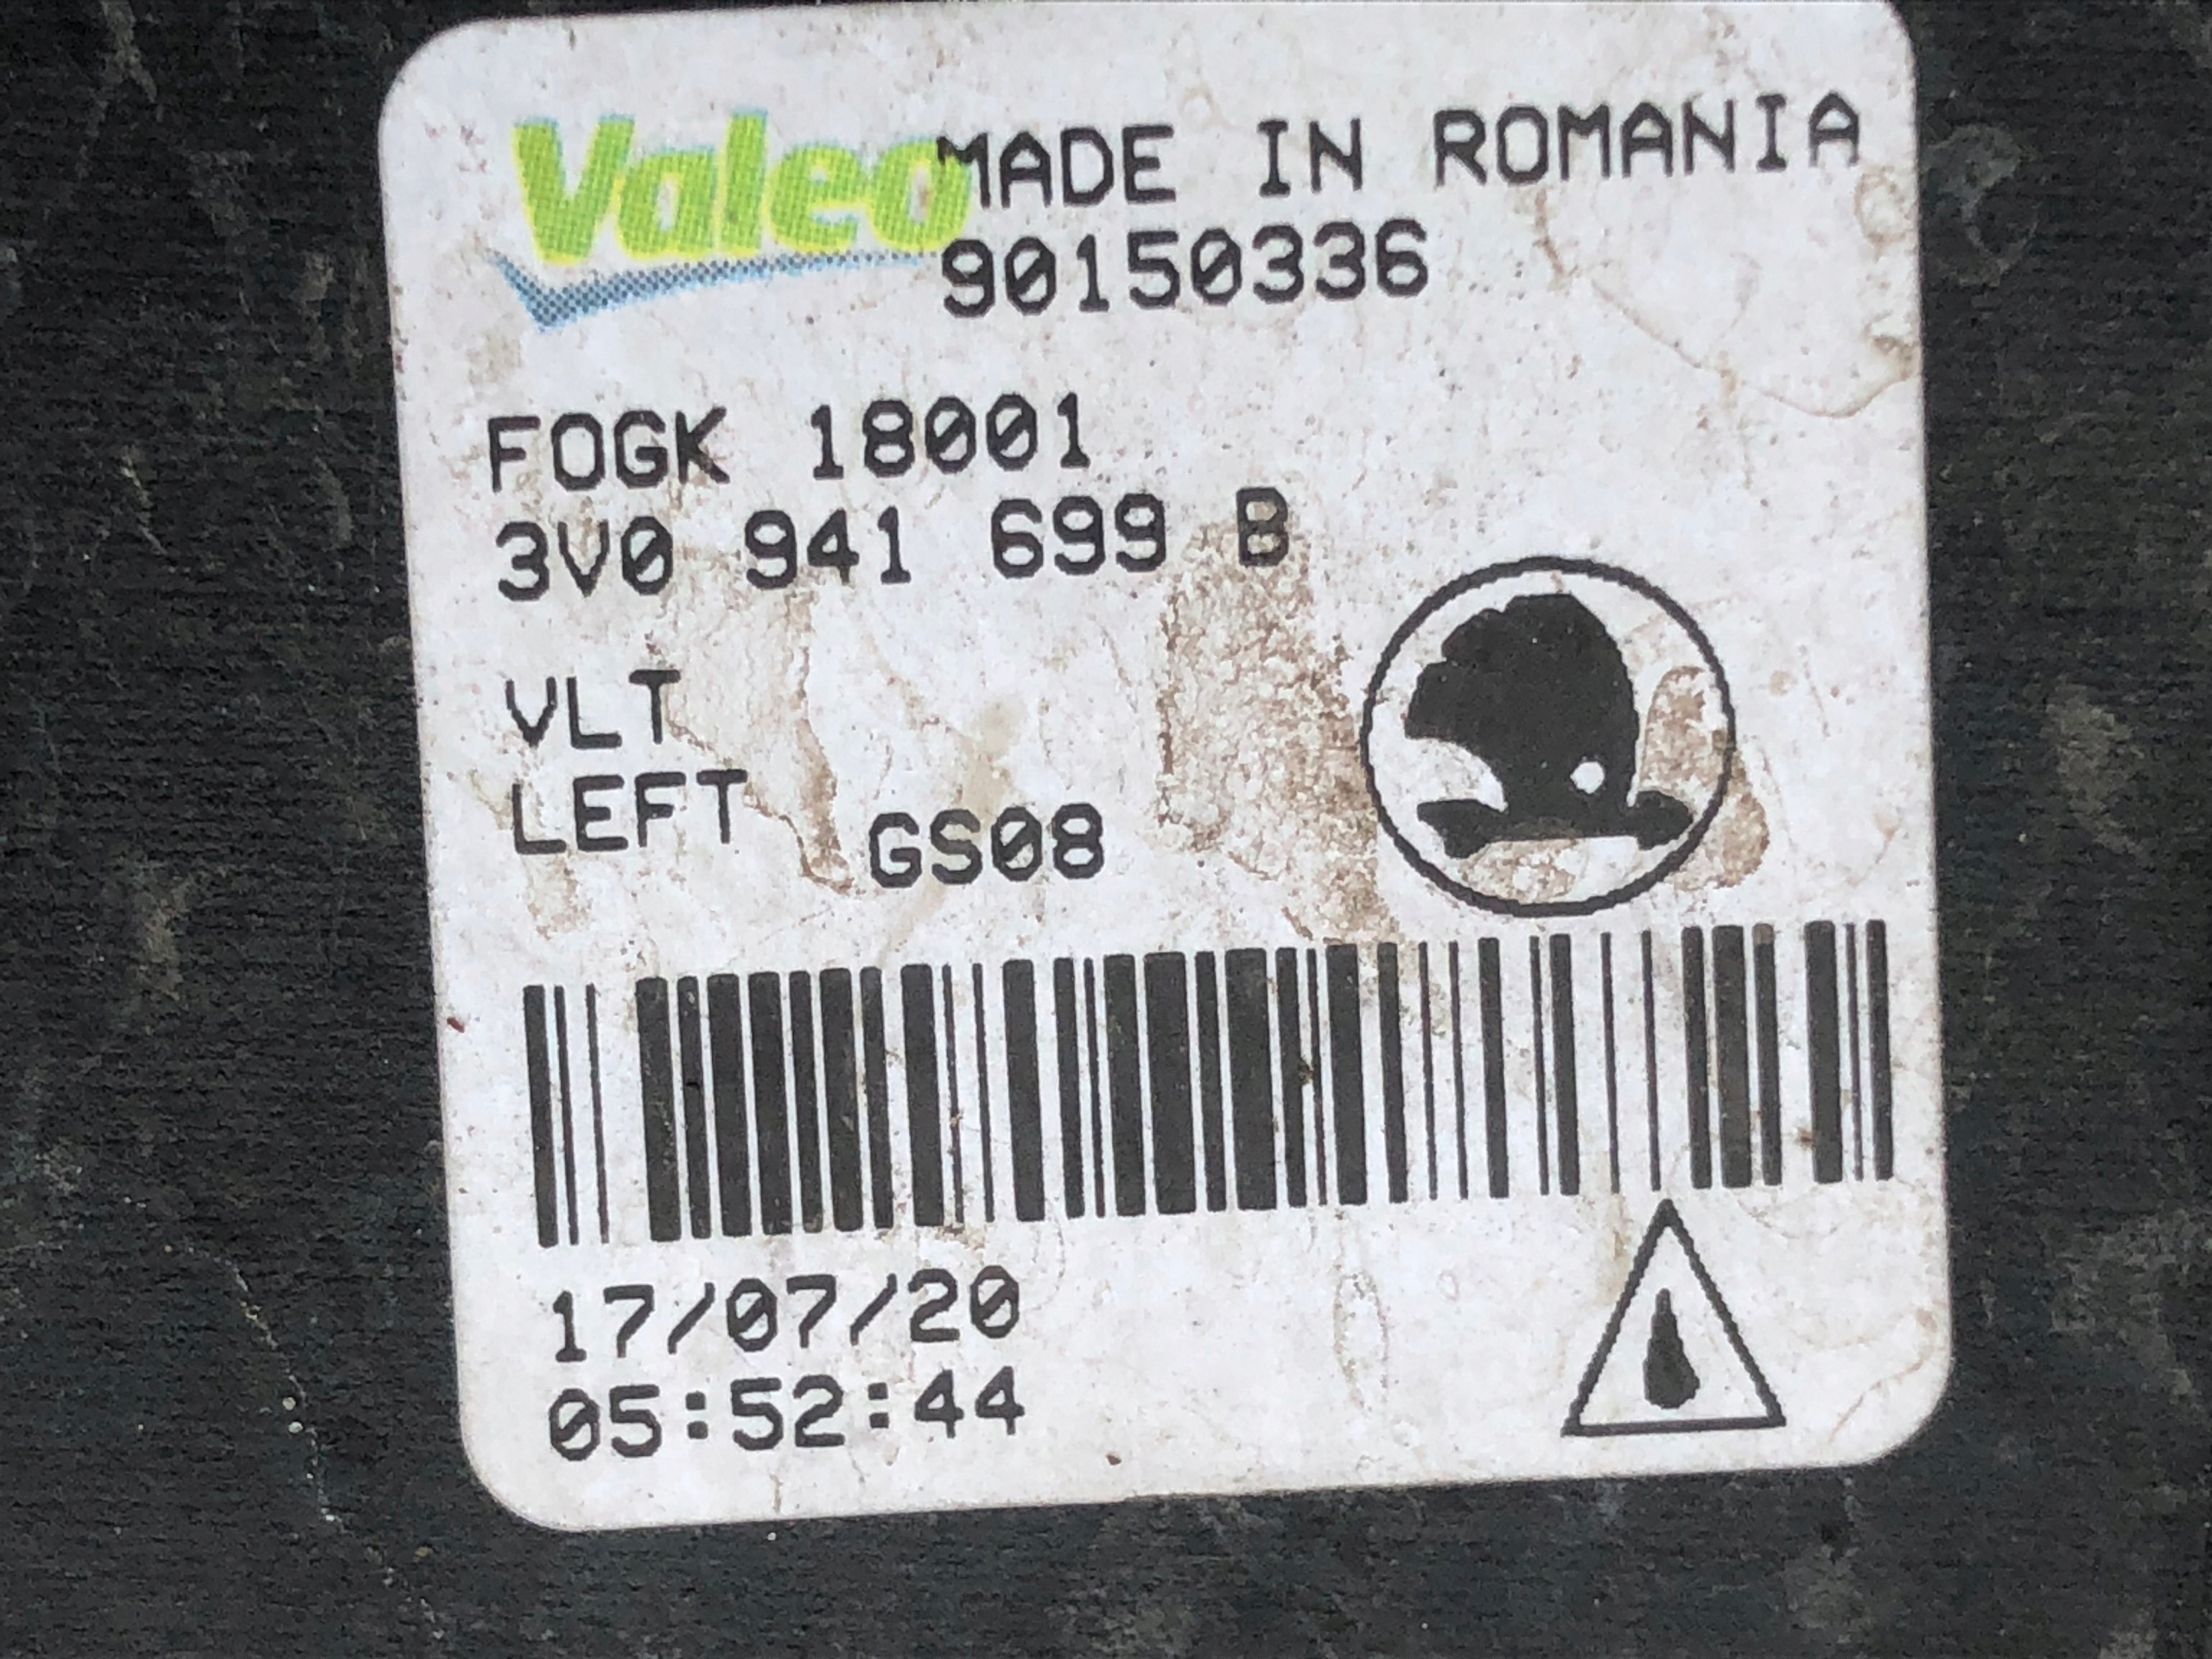 Valeo MADE IN ROMANIA
90150336
FOGK 18001
3V0 941 699 B
VLT
LEFT GS08
17/07/20
05:52:44